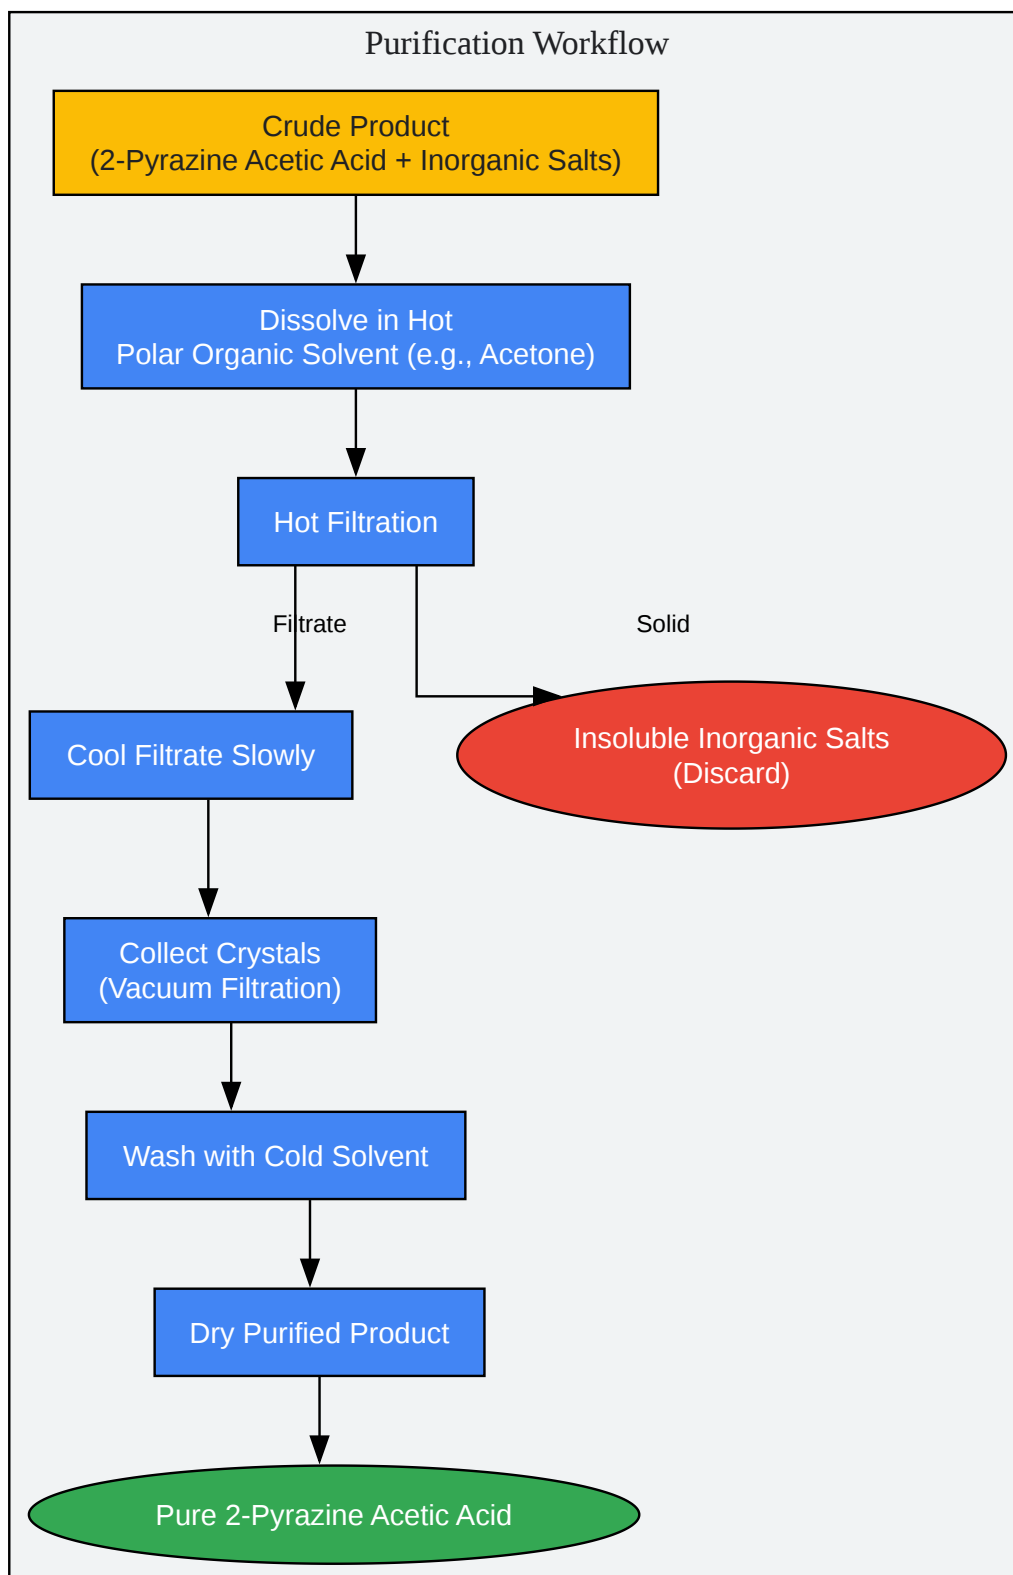 Purification Workflow
Crude Product
(2-Pyrazine Acetic Acid + Inorganic Salts)
Dissolve in Hot
Polar Organic Solvent (e.g., Acetone)
Hot Filtration
Filtrate
Solid
Cool Filtrate Slowly
Insoluble Inorganic Salts
(Discard)
Collect Crystals
(Vacuum Filtration)
Wash with Cold Solvent
Dry Purified Product
Pure 2-Pyrazine Acetic Acid